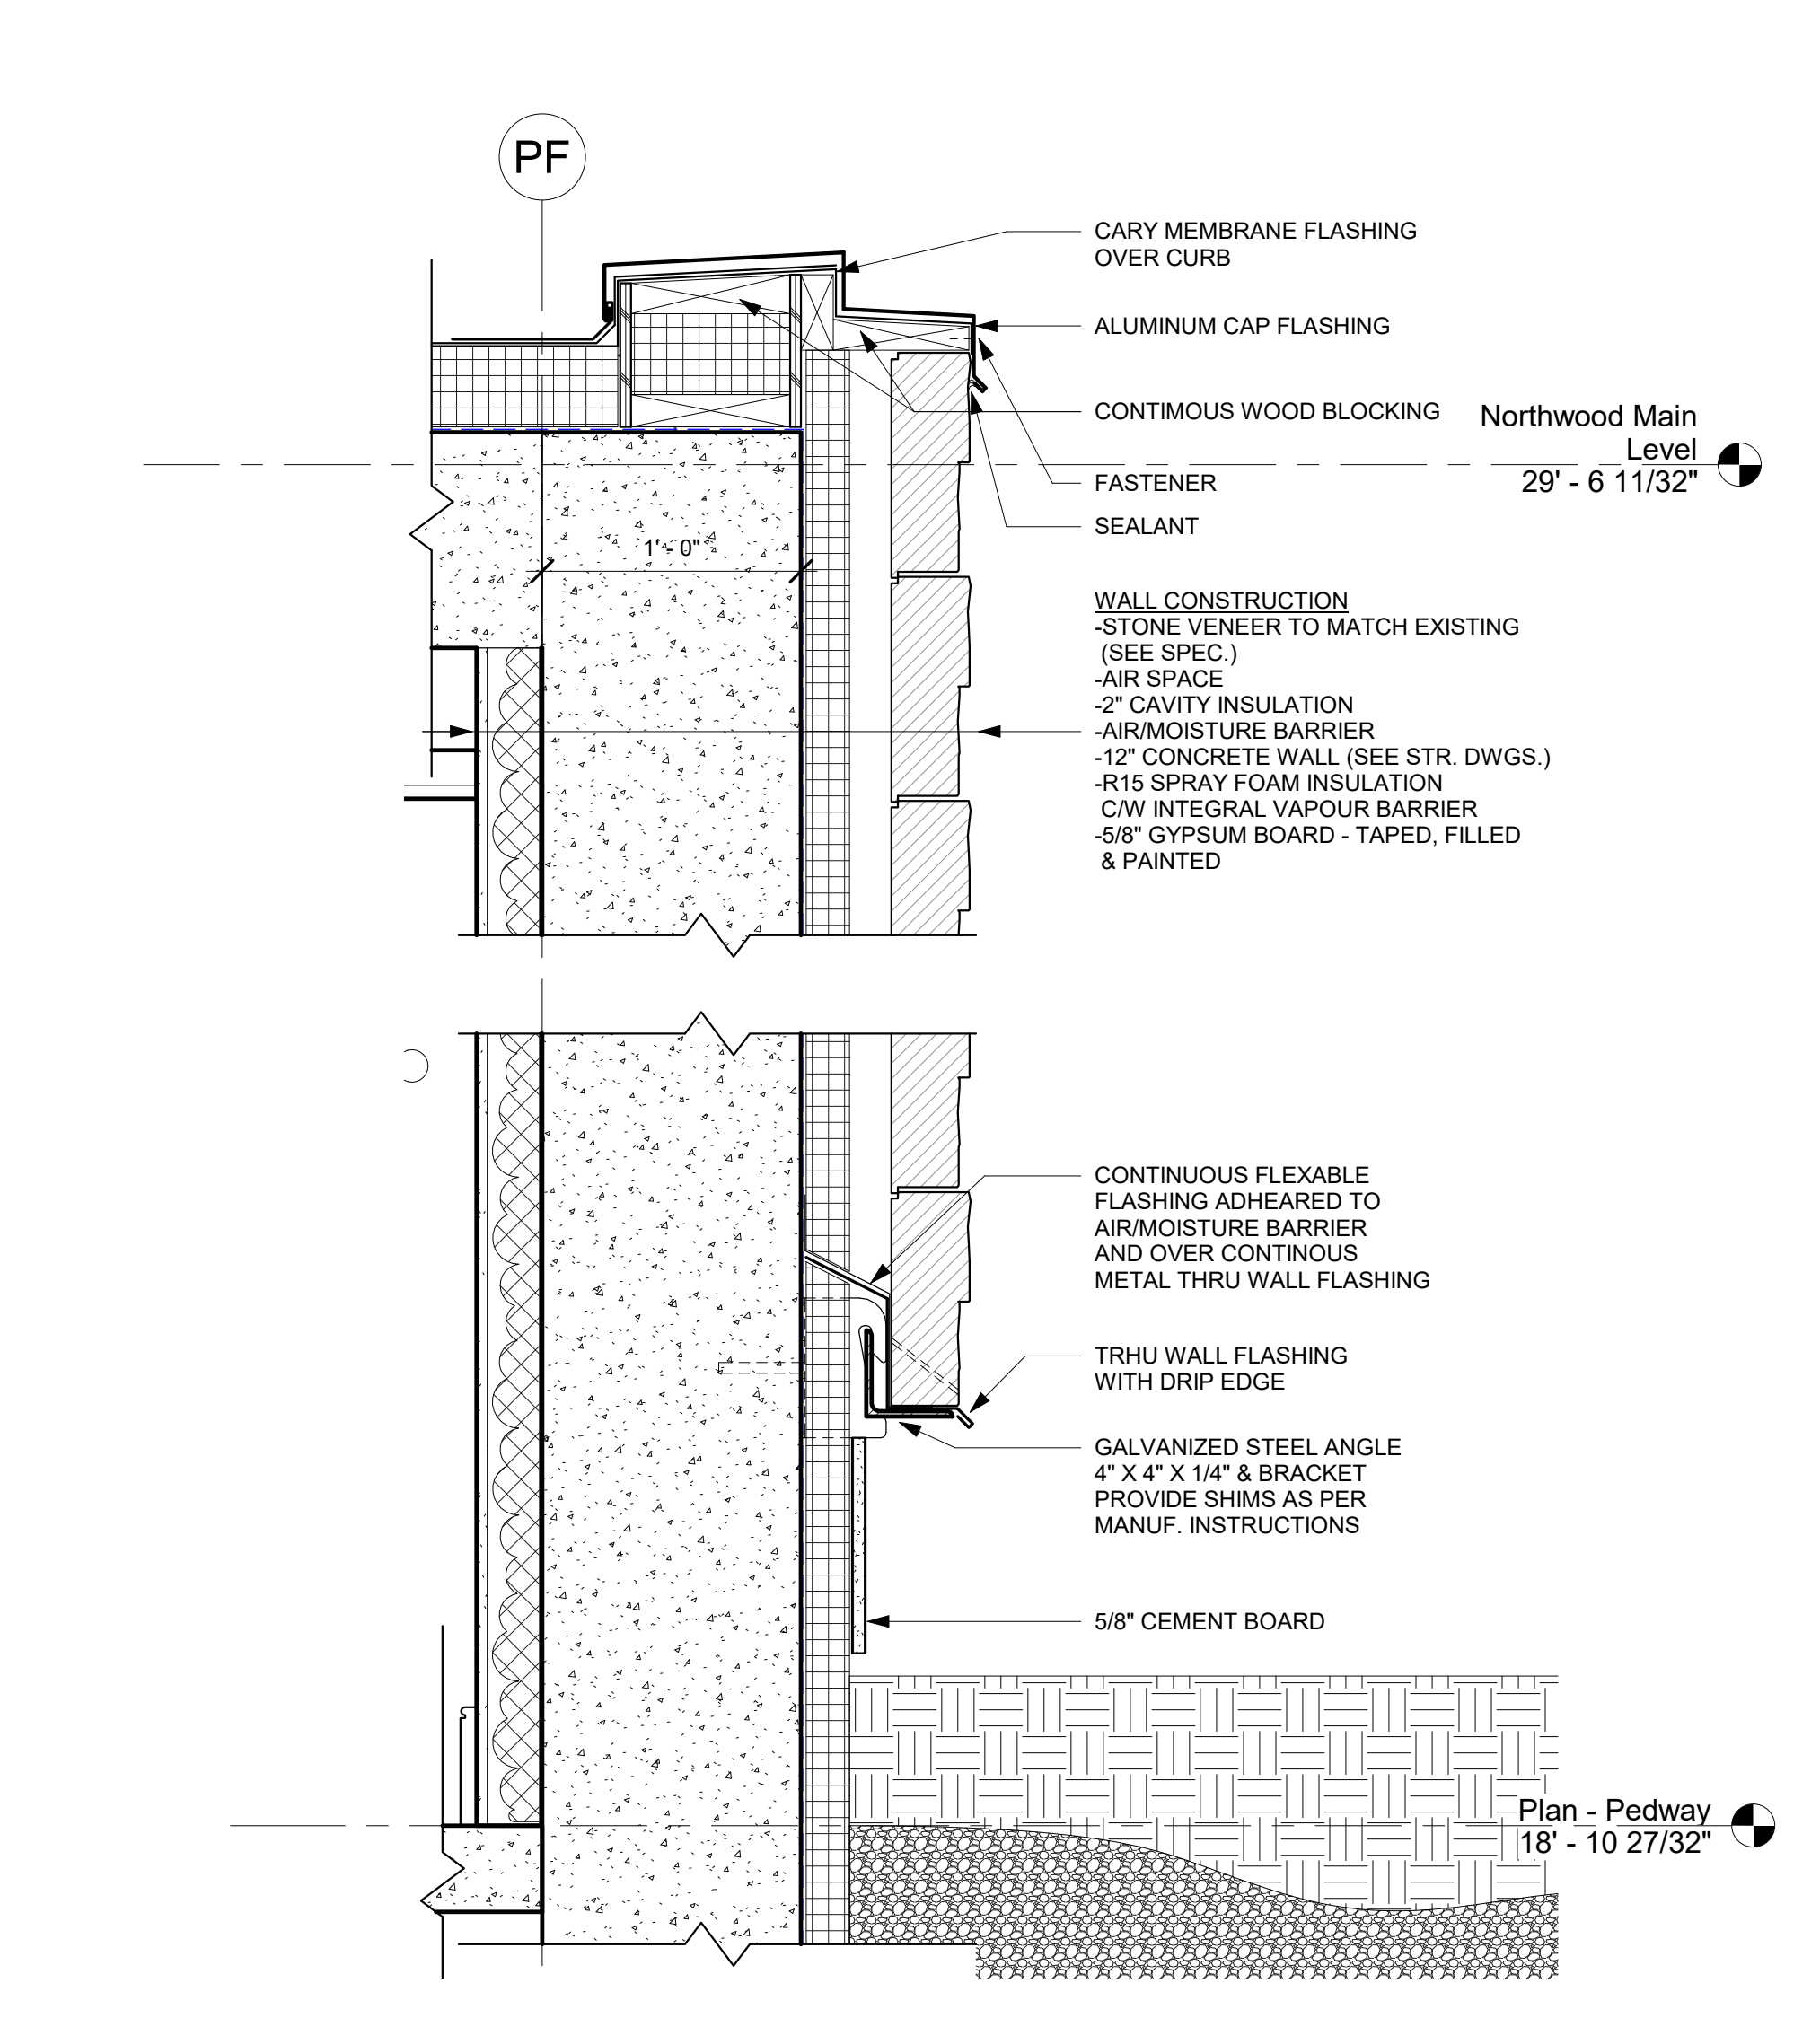 PF
CARY MEMBRANE FLASHING
OVER CURB
ALUMINUM CAP FLASHING
CONTIMOUS WOOD BLOCKING
Northwood Main
Level
29' - 6 11/32"
FASTENER
SEALANT
1' - 0"
WALL CONSTRUCTION
-STONE VENEER TO MATCH EXISTING
(SEE SPEC.)
-AIR SPACE
-2" CAVITY INSULATION
-AIR/MOISTURE BARRIER
-12" CONCRETE WALL (SEE STR. DWGS.)
-R15 SPRAY FOAM INSULATION
C/W INTEGRAL VAPOUR BARRIER
-5/8" GYPSUM BOARD - TAPED, FILLED
& PAINTED
CONTINUOUS FLEXABLE
FLASHING ADHEARED TO
AIR/MOISTURE BARRIER
AND OVER CONTINOUS
METAL THRU WALL FLASHING
TRHU WALL FLASHING
WITH DRIP EDGE
GALVANIZED STEEL ANGLE
4" X 4" X 1/4" & BRACKET
PROVIDE SHIMS AS PER
MANUF. INSTRUCTIONS
5/8" CEMENT BOARD
Plan - Pedway
18' - 10 27/32"